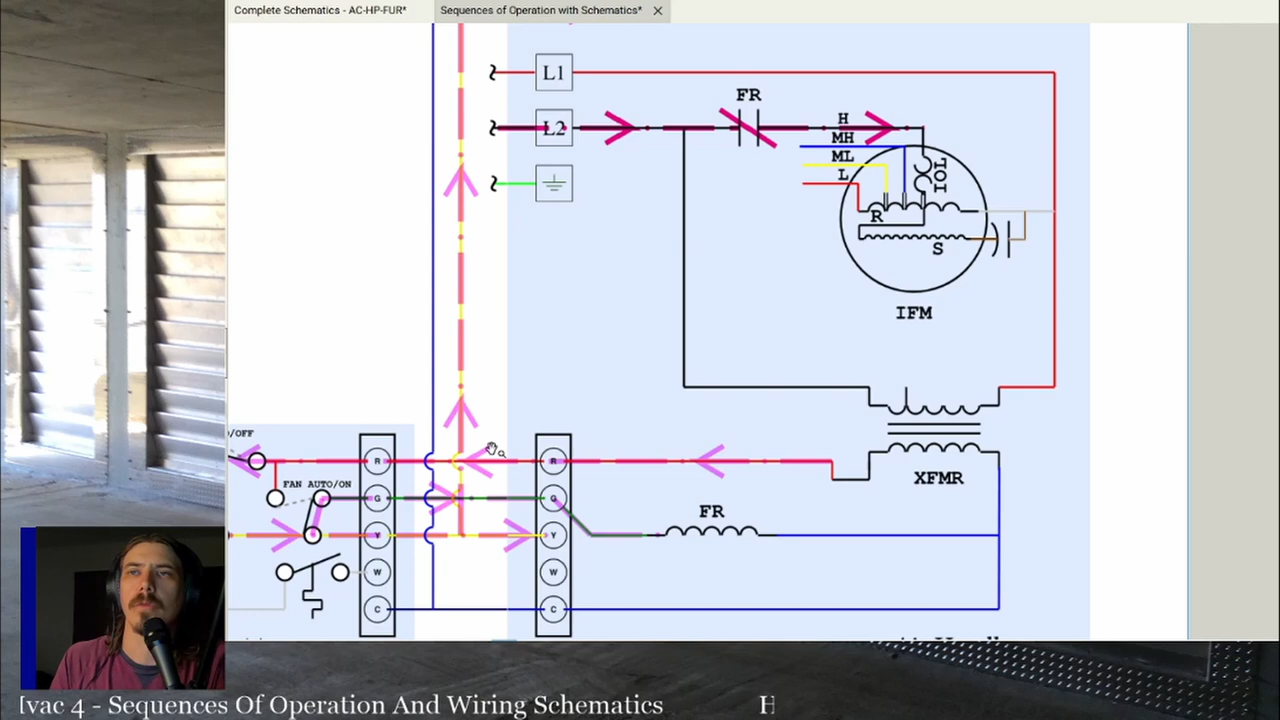 Complete Schematics - AC-HP-FUR* Sequences of Operation with Schematics*
L1
FR
L2
H
MH
ML
L
IOL
R
S
IFM
/OFF
R
R
XFMR
FAN AUTO/ON
G
G
FR
Y
Y
W
W
C
C
[vac 4 - Sequences Of Operation And Wiring Schematics H